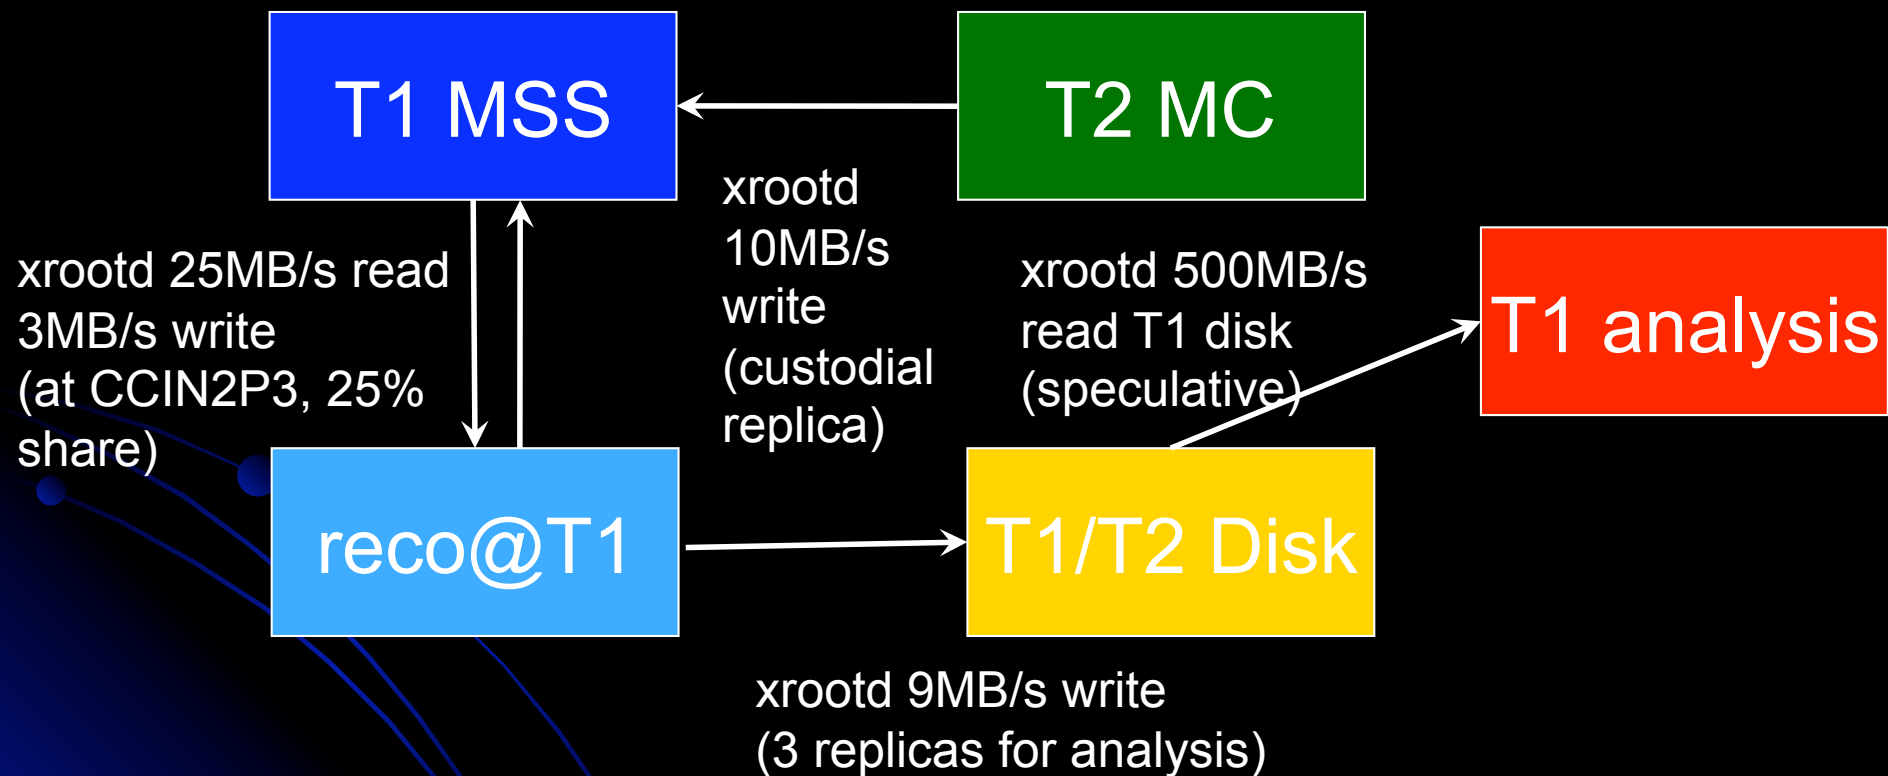 T1 MSS
T2 MC
xrootd
10MB/s
write
(custodial
replica)
xrootd 25MB/s read
3MB/s write
(at CCIN2P3, 25%
share)
xrootd 500MB/s
read T1 disk
(speculative)
T1 analysis
reco@T1
T1/T2 Disk
xrootd 9MB/s write
(3 replicas for analysis)